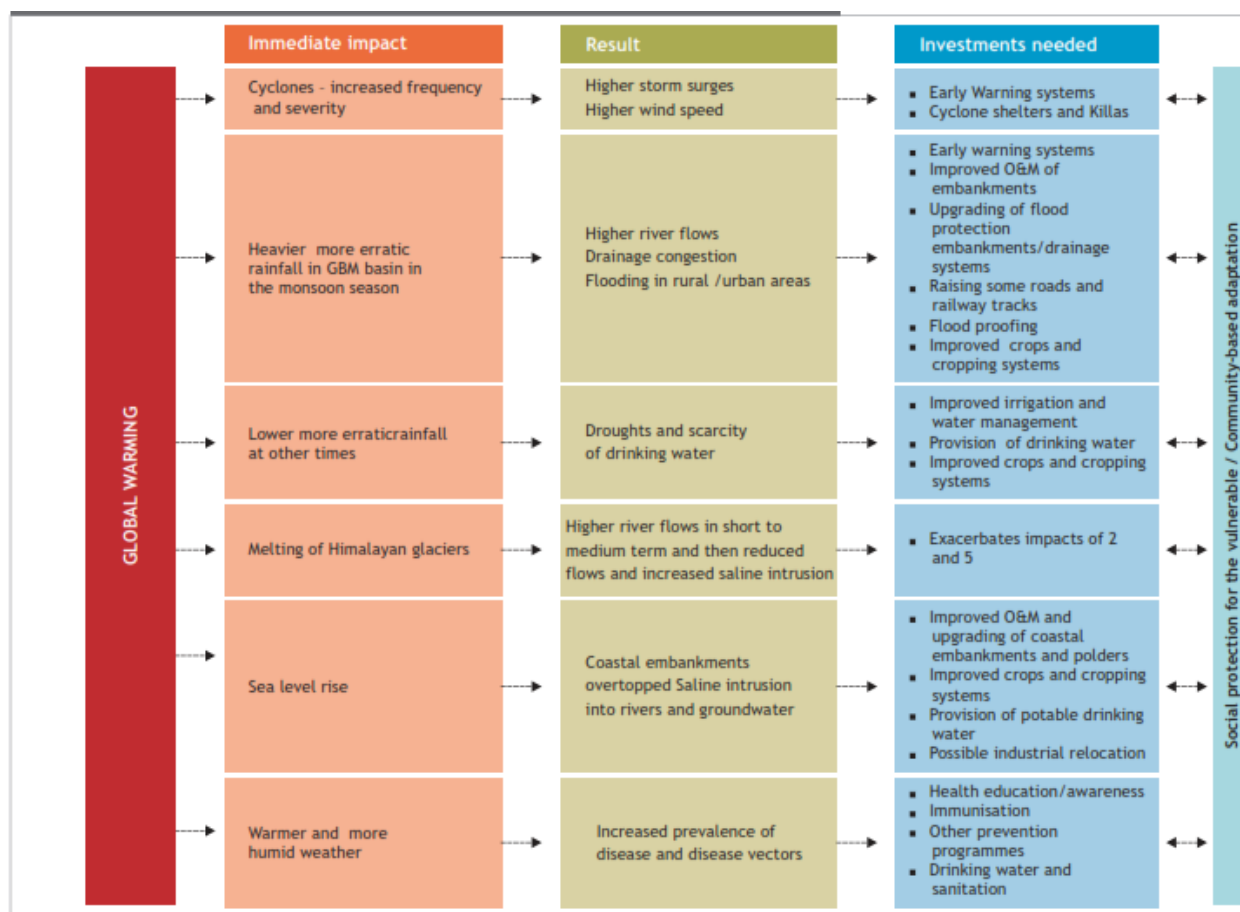 Immediate impact
Result
Investments needed
GLOBAL WARMING
Cyclones - increased frequency
and severity
Higher storm surges
Higher wind speed
▪ Early Warning systems
▪ Cyclone shelters and Killas
Heavier more erratic
rainfall in GBM basin in
the monsoon season
Higher river flows
Drainage congestion
Flooding in rural /urban areas
▪ Early warning systems
▪ Improved O&M of
embankments
▪ Upgrading of flood
protection
embankments/drainage
systems
▪ Raising some roads and
railway tracks
▪ Flood proofing
▪ Improved crops and
cropping systems
Lower more erraticrainfall
at other times
Droughts and scarcity
of drinking water
▪ Improved irrigation and
water management
▪ Provision of drinking water
▪ Improved crops and cropping
systems
Melting of Himalayan glaciers
Higher river flows in short to
medium term and then reduced
flows and increased saline intrusion
▪ Exacerbates impacts of 2
and 5
Sea level rise
Coastal embankments
overtopped Saline intrusion
into rivers and groundwater
▪ Improved O&M and
upgrading of coastal
embankments and polders
▪ Improved crops and cropping
systems
▪ Provision of potable drinking
water
▪ Possible industrial relocation
Warmer and more
humid weather
Increased prevalence of
disease and disease vectors
▪ Health education/awareness
▪ Immunisation
▪ Other prevention
programmes
▪ Drinking water and
sanitation
Social protection for the vulnerable / Community-based adaptation